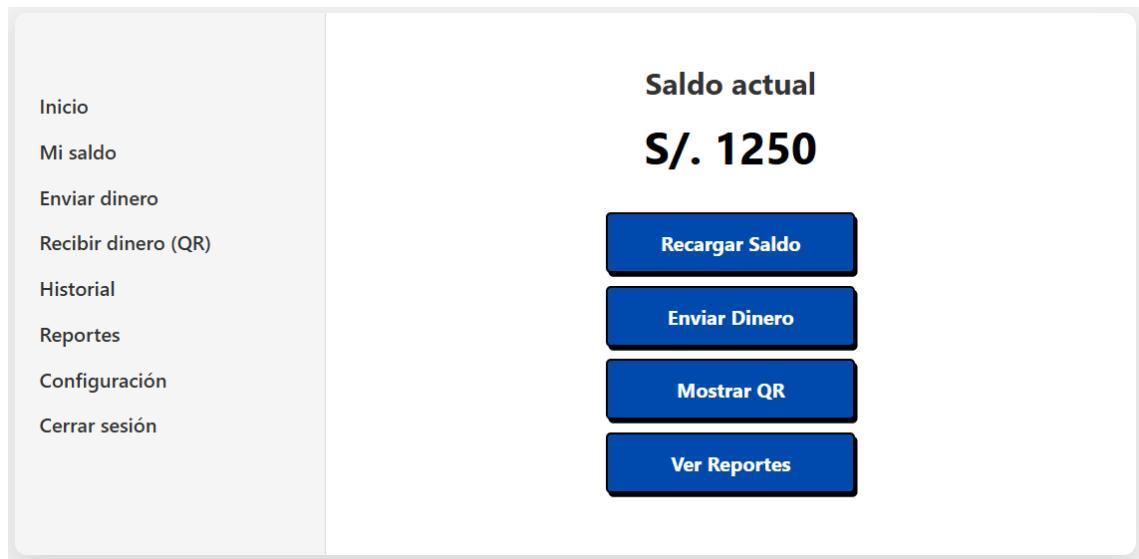 Inicio
Mi saldo
Enviar dinero
Recibir dinero (QR)
Historial
Reportes
Configuración
Cerrar sesión
Saldo actual
S/. 1250
Recargar Saldo
Enviar Dinero
Mostrar QR
Ver Reportes